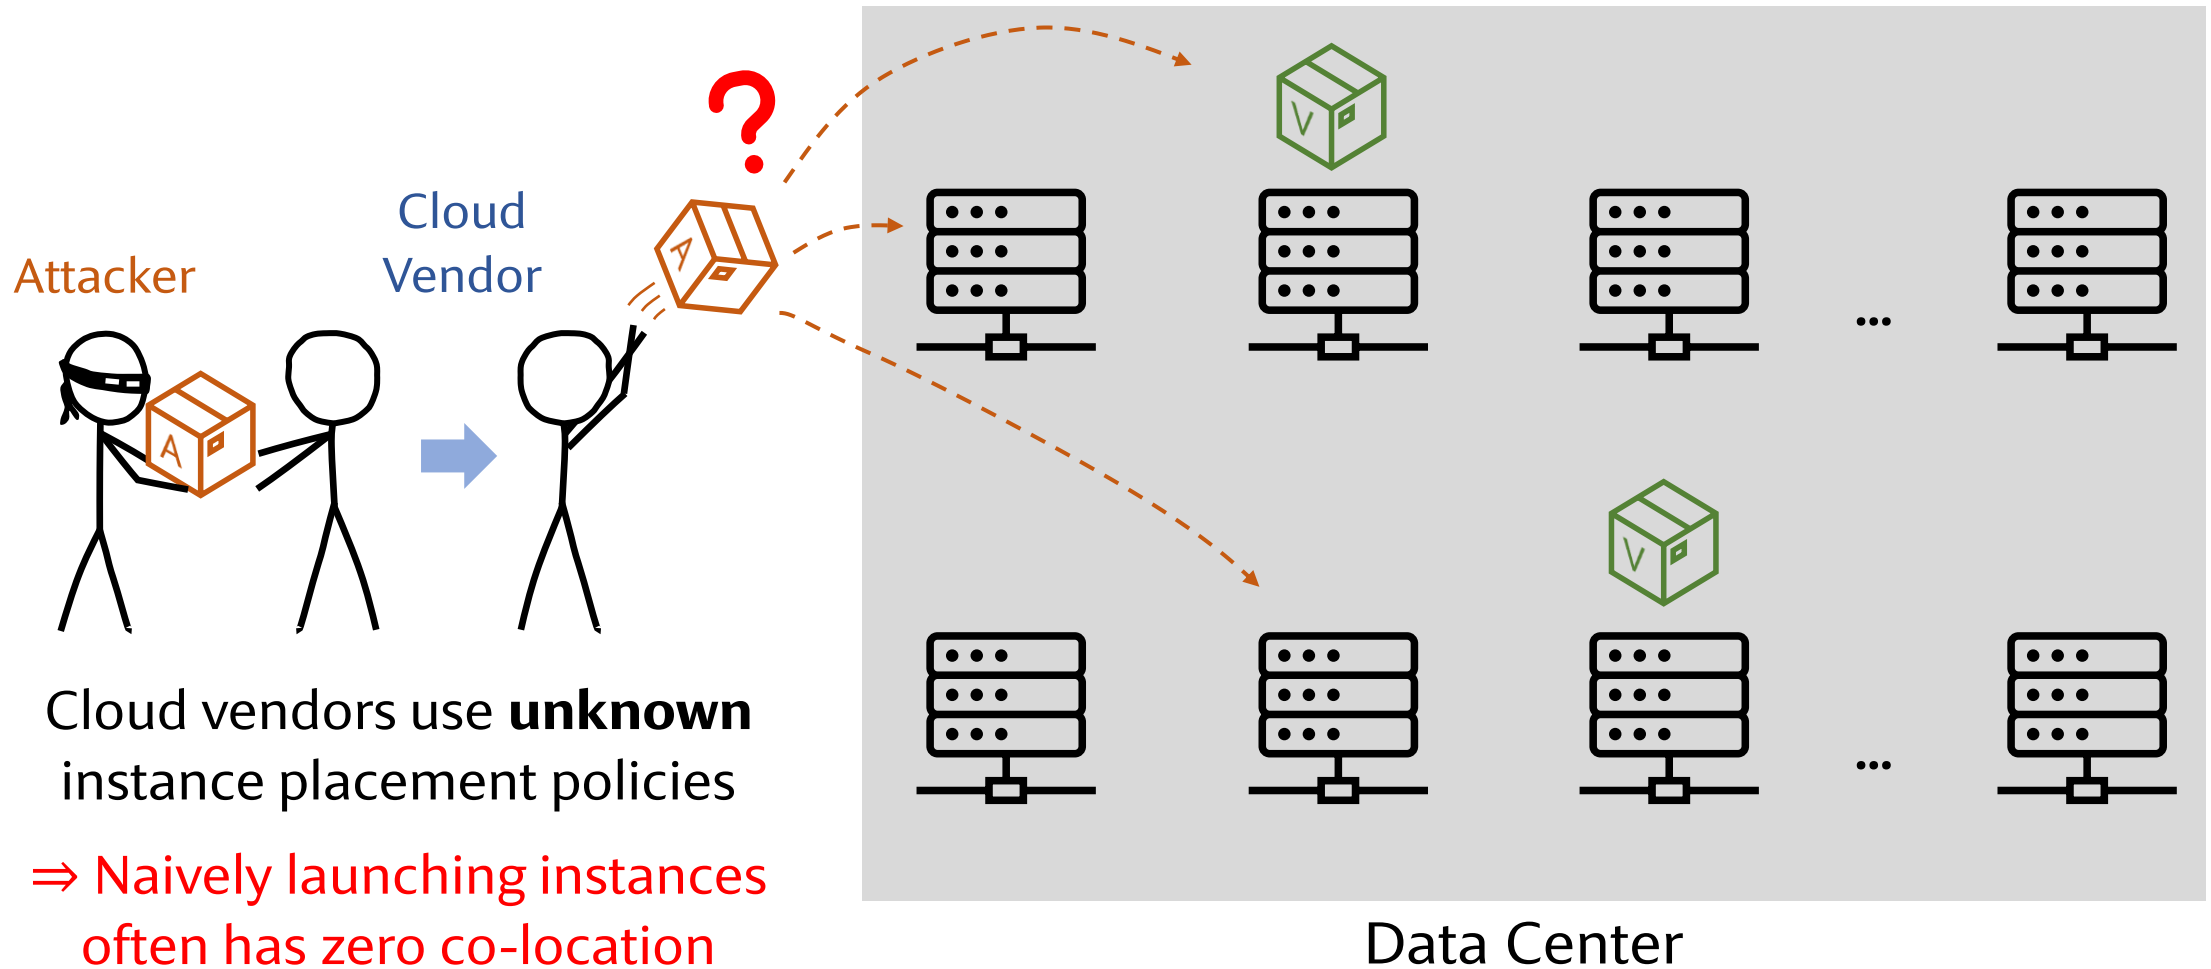 Attacker
Cloud
Vendor
?
A
A
V
V
...
...
Cloud vendors use unknown
instance placement policies
⇒ Naively launching instances
often has zero co-location
Data Center